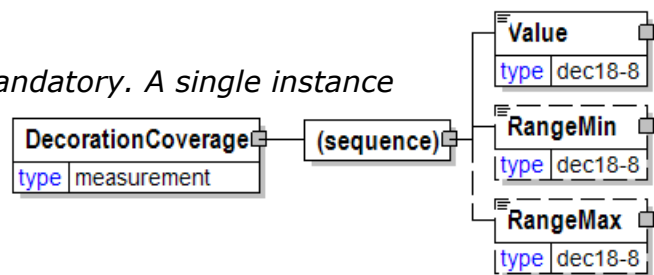 Value
type dec18-8
andatory. A single instance
DecorationCoverage
type measurement
(sequence)
RangeMin
type dec18-8
RangeMax
type dec18-8